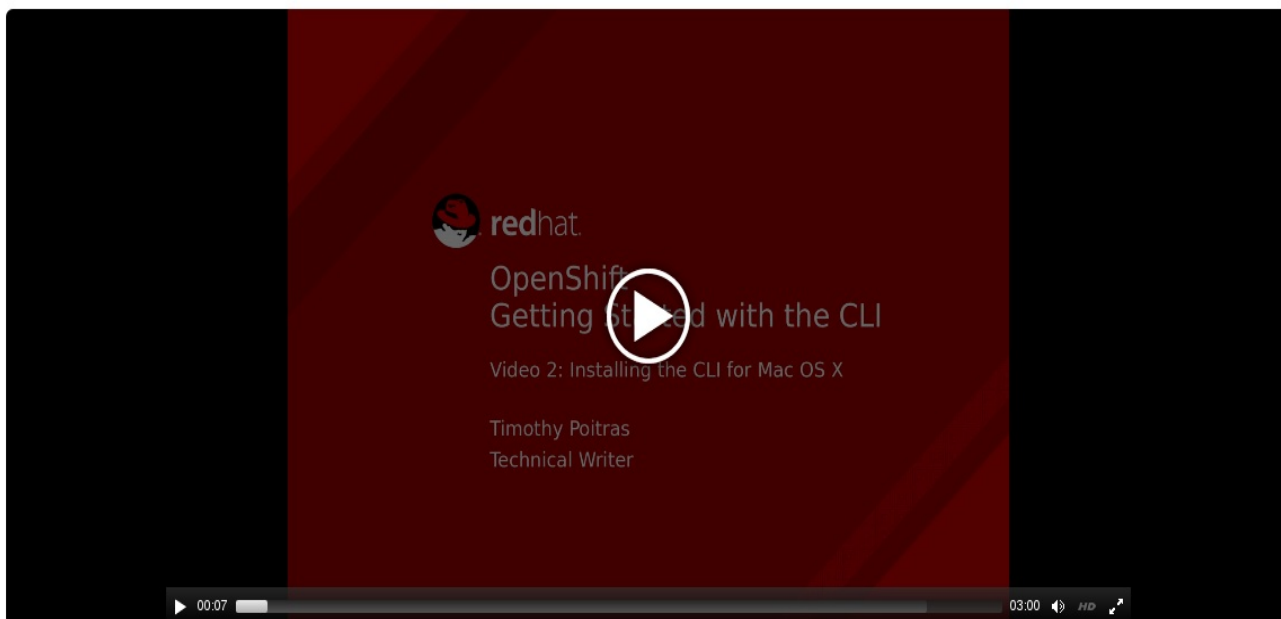 redhat.
OpenShift
Getting Started with the CLI
Video 2: Installing the CLI for Mac OS X
Timothy Poitras
Technical Writer
00:07
03:00
HD